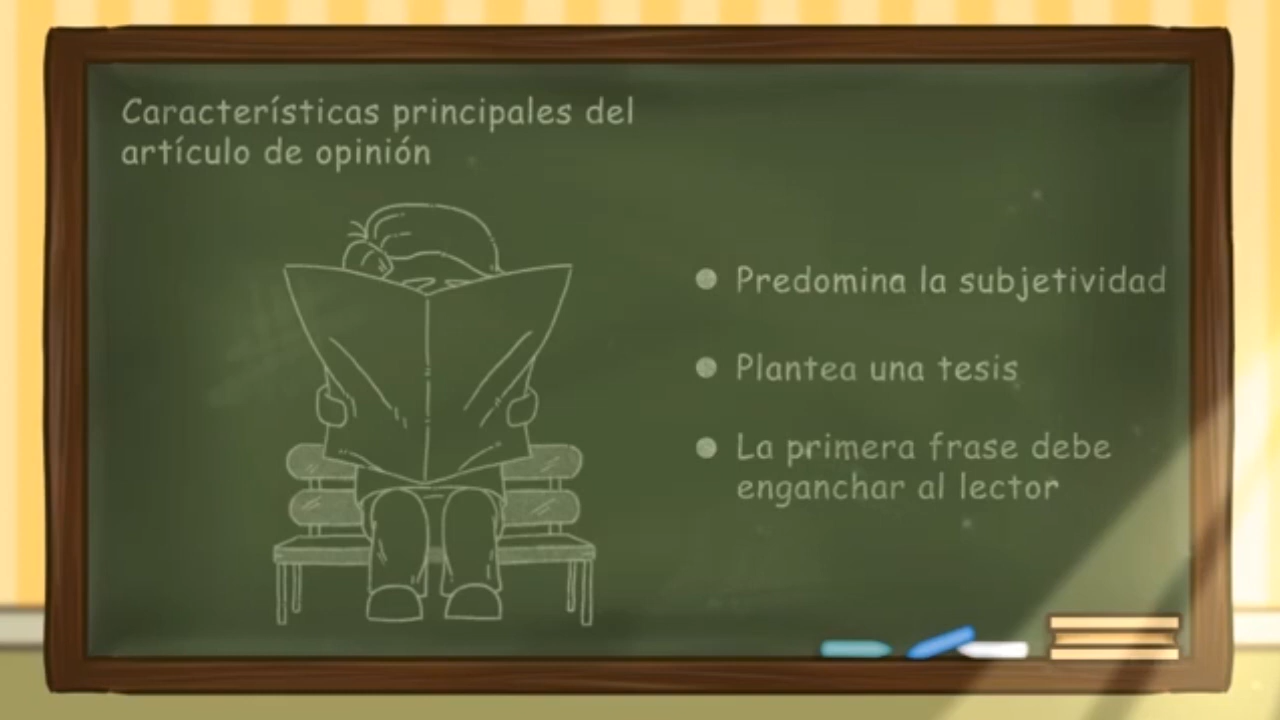 Características principales del
artículo de opinión
Predomina la subjetividad
Plantea una tesis
La primera frase debe
enganchar al lector